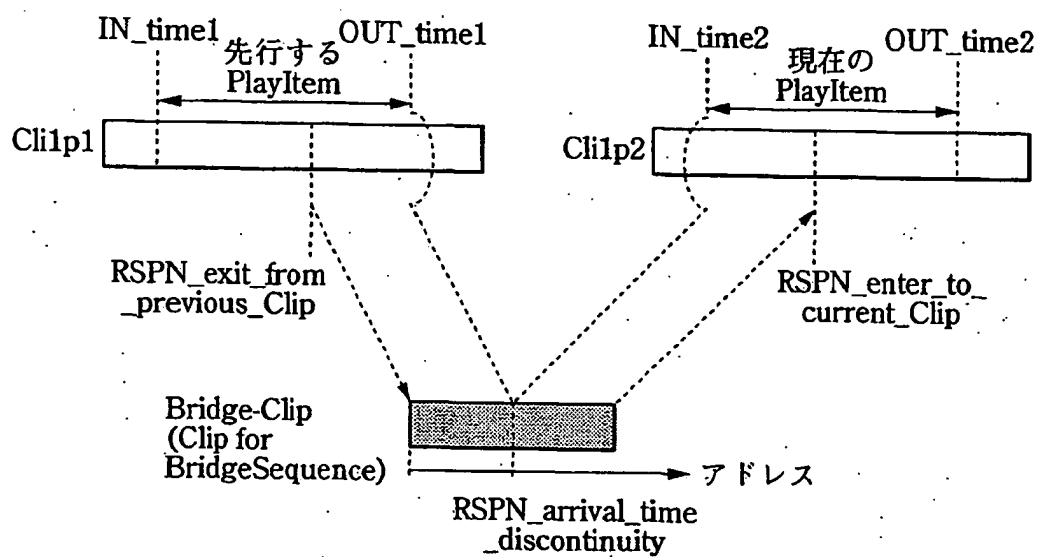 IN_time1
OUT_time1
先行する
PlayItem
IN_time2
OUT_time2
現在の
PlayItem
Cli1p1
Cli1p2
RSPN_exit_from
_previous_Clip
RSPN_enter_to_
current_Clip
Bridge-Clip
(Clip for
BridgeSequence)
アドレス
RSPN_arrival_time
_discontinuity